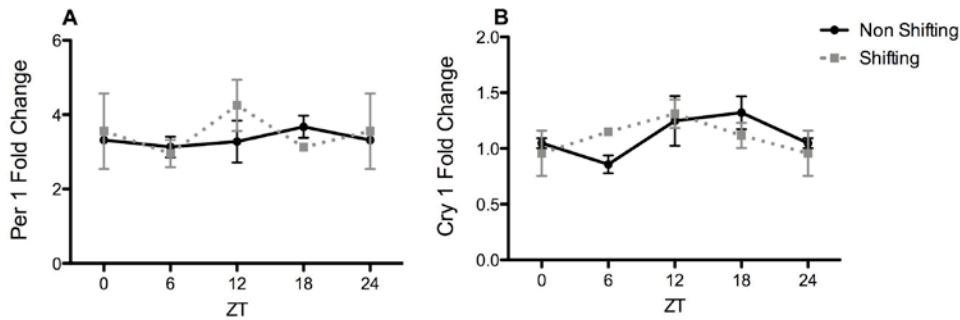 A
Per 1 Fold Change
6
4
2
0
0 6 12 18 24
ZT
B
Cry 1 Fold Change
2.0
1.5
1.0
0.5
0.0
0 6 12 18 24
ZT
Non Shifting
Shifting